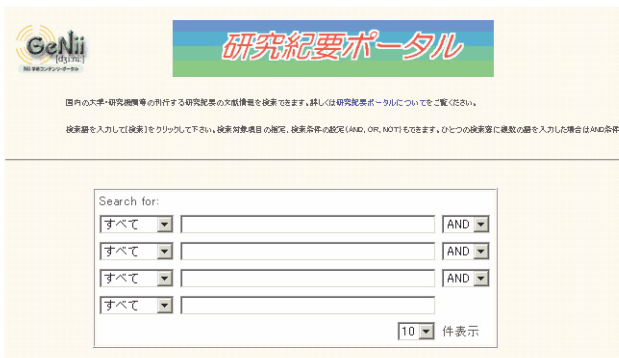 GeNii
[dʒi:ni:]
NII 学術コンテンツ・ポータル
研究紀要ポータル
国内の大学・研究機関等の刊行する研究紀要の文献情報を検索できます。詳しくは研究紀要ポータルについてをご覧ください。
検索語を入力して[検索]をクリックして下さい。検索対象項目の指定、検索条件の設定(AND, OR, NOT)もできます。ひとつの検索窓に複数の語を入力した場合はAND条件
Search for:
すべて AND
すべて AND
すべて AND
すべて
10 件表示